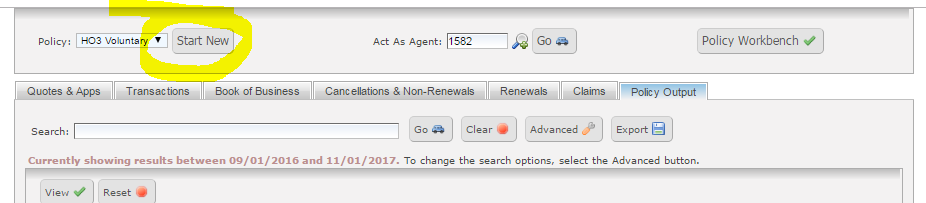 Policy: HO3 Voluntary Start New Act As Agent: 1582 Go Policy Workbench
Quotes & Apps Transactions Book of Business Cancellations & Non-Renewals Renewals Claims Policy Output
Search: Go Clear Advanced Export
Currently showing results between 09/01/2016 and 11/01/2017. To change the search options, select the Advanced button.
View Reset